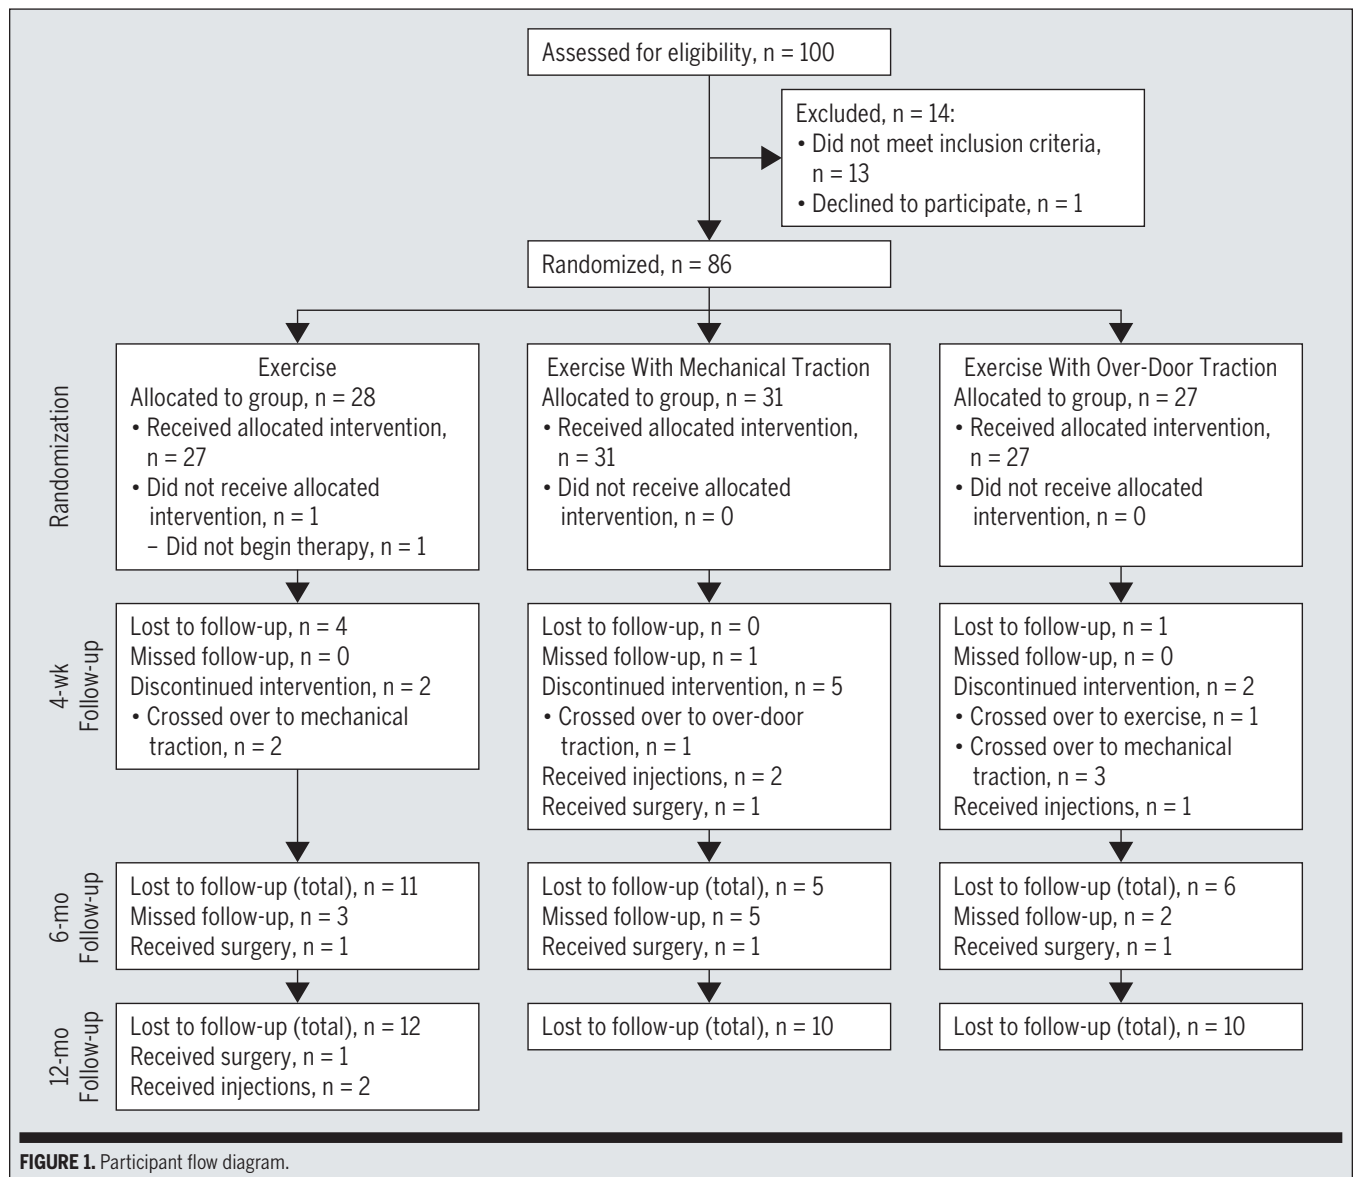 Assessed for eligibility, n = 100
Excluded, n = 14:
• Did not meet inclusion criteria,
n = 13
• Declined to participate, n = 1
Randomized, n = 86
Randomization
Exercise
Allocated to group, n = 28
• Received allocated intervention,
n = 27
• Did not receive allocated
intervention, n = 1
– Did not begin therapy, n = 1
Exercise With Mechanical Traction
Allocated to group, n = 31
• Received allocated intervention,
n = 31
• Did not receive allocated
intervention, n = 0
Exercise With Over-Door Traction
Allocated to group, n = 27
• Received allocated intervention,
n = 27
• Did not receive allocated
intervention, n = 0
4-wk
Follow-up
Lost to follow-up, n = 4
Missed follow-up, n = 0
Discontinued intervention, n = 2
• Crossed over to mechanical
traction, n = 2
Lost to follow-up, n = 0
Missed follow-up, n = 1
Discontinued intervention, n = 5
• Crossed over to over-door
traction, n = 1
Received injections, n = 2
Received surgery, n = 1
Lost to follow-up, n = 1
Missed follow-up, n = 0
Discontinued intervention, n = 2
• Crossed over to exercise, n = 1
• Crossed over to mechanical
traction, n = 3
Received injections, n = 1
6-mo
Follow-up
Lost to follow-up (total), n = 11
Missed follow-up, n = 3
Received surgery, n = 1
Lost to follow-up (total), n = 5
Missed follow-up, n = 5
Received surgery, n = 1
Lost to follow-up (total), n = 6
Missed follow-up, n = 2
Received surgery, n = 1
12-mo
Follow-up
Lost to follow-up (total), n = 12
Received surgery, n = 1
Received injections, n = 2
Lost to follow-up (total), n = 10
Lost to follow-up (total), n = 10
FIGURE 1. Participant flow diagram.